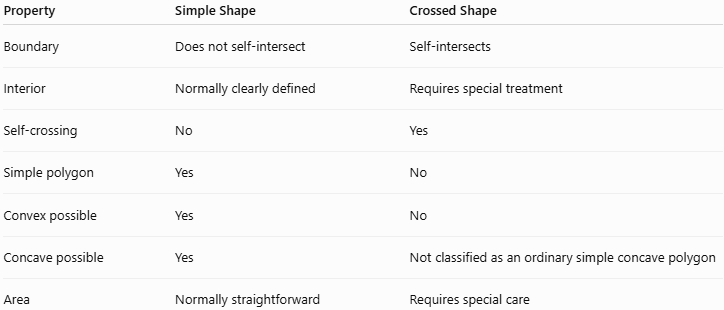 Property Simple Shape Crossed Shape
Boundary Does not self-intersect Self-intersects
Interior Normally clearly defined Requires special treatment
Self-crossing No Yes
Simple polygon Yes No
Convex possible Yes No
Concave possible Yes Not classified as an ordinary simple concave polygon
Area Normally straightforward Requires special care